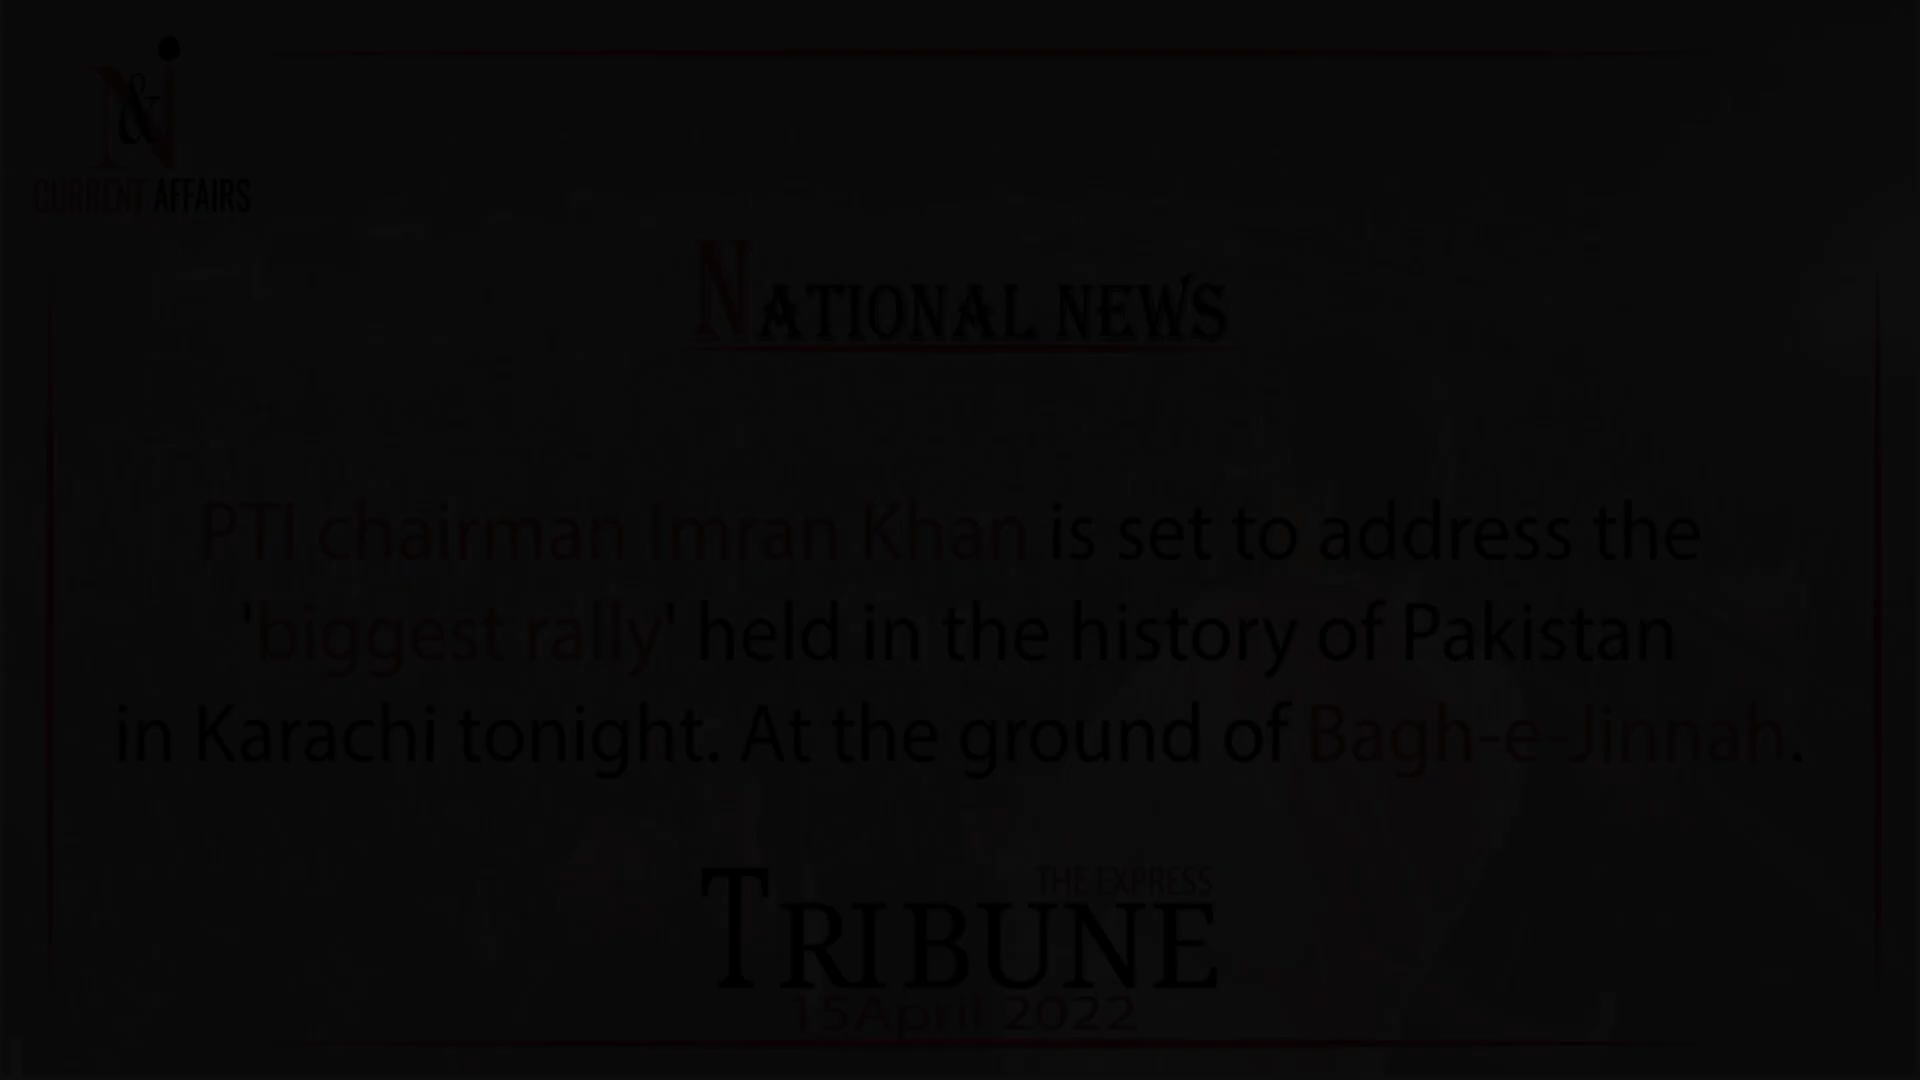 N&i
CURRENT AFFAIRS
NATIONAL NEWS
PTI chairman Imran Khan is set to address the
'biggest rally' held in the history of Pakistan
in Karachi tonight. At the ground of Bagh-e-Jinnah.
THE EXPRESS
TRIBUNE
15April 2022